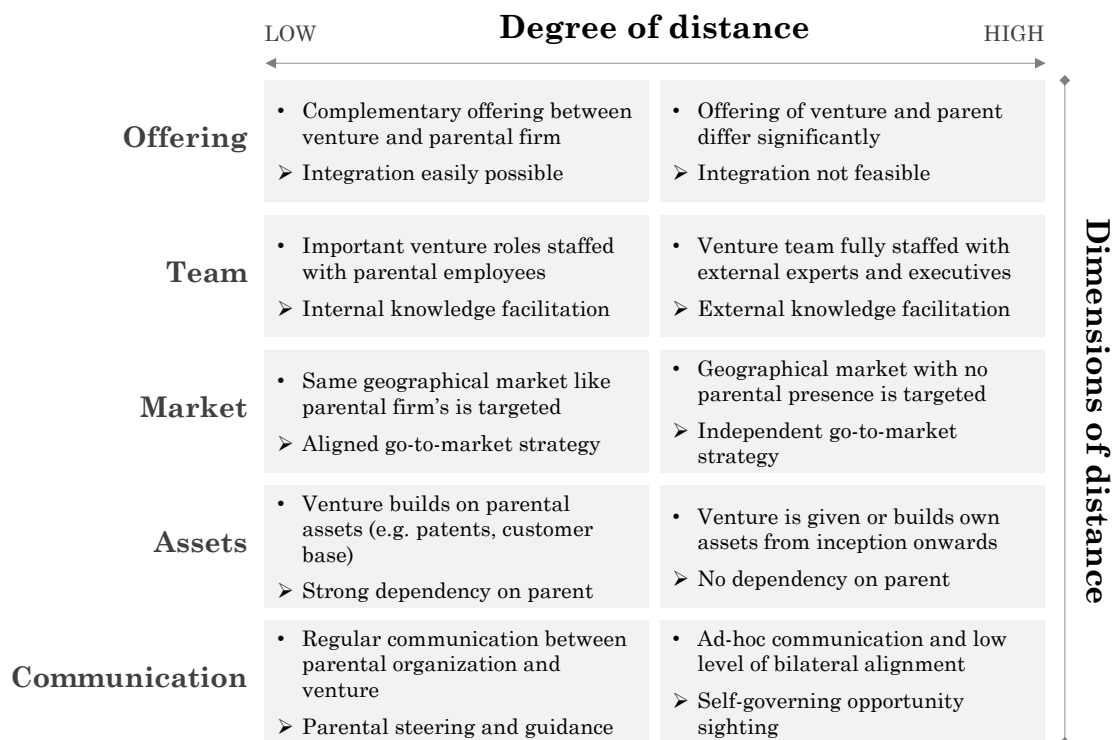 LOW
Degree of distance
HIGH
Offering
• Complementary offering between
venture and parental firm
➢ Integration easily possible
• Offering of venture and parent
differ significantly
➢ Integration not feasible
Team
• Important venture roles staffed
with parental employees
➢ Internal knowledge facilitation
• Venture team fully staffed with
external experts and executives
➢ External knowledge facilitation
Market
• Same geographical market like
parental firm's is targeted
➢ Aligned go-to-market strategy
• Geographical market with no
parental presence is targeted
➢ Independent go-to-market
strategy
Assets
• Venture builds on parental
assets (e.g. patents, customer
base)
➢ Strong dependency on parent
• Venture is given or builds own
assets from inception onwards
➢ No dependency on parent
Communication
• Regular communication between
parental organization and
venture
➢ Parental steering and guidance
• Ad-hoc communication and low
level of bilateral alignment
➢ Self-governing opportunity
sighting
Dimensions of distance